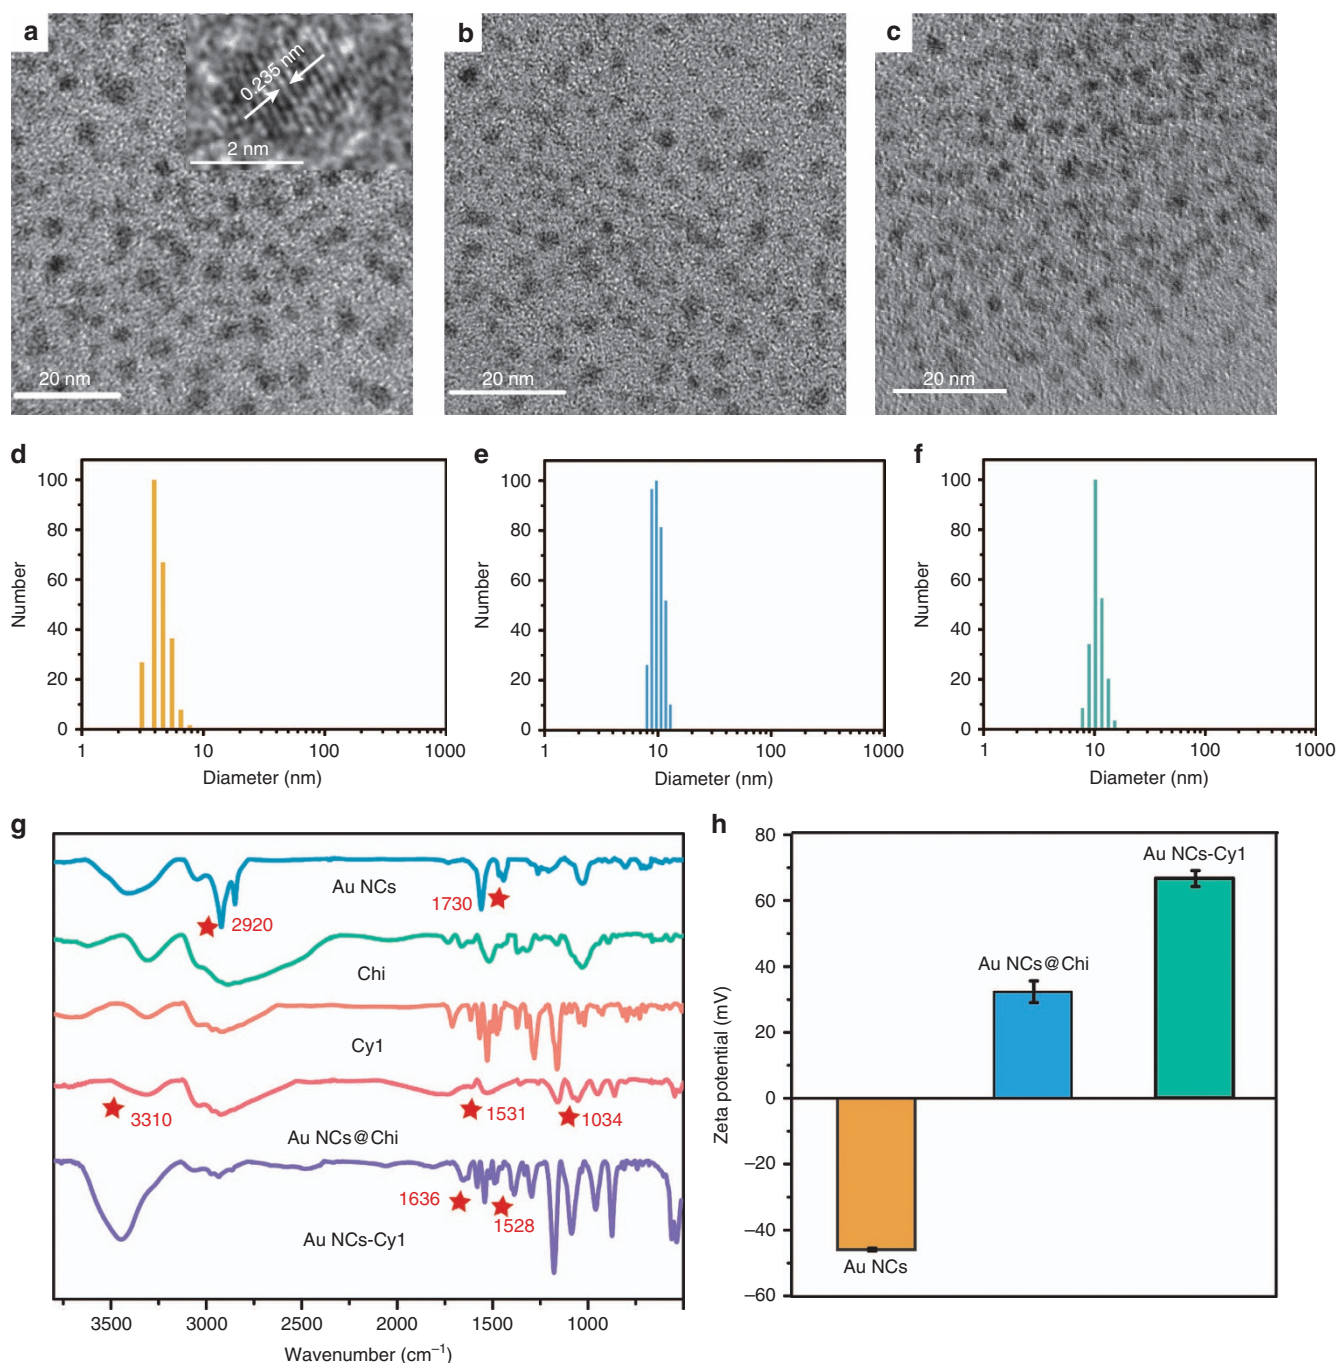 a
0.235 nm
2 nm
20 nm
b
20 nm
c
20 nm
d
100
80
60
40
20
0
Number
1
10
100
1000
Diameter (nm)
e
100
80
60
40
20
0
Number
1
10
100
1000
Diameter (nm)
f
100
80
60
40
20
0
Number
1
10
100
1000
Diameter (nm)
g
Au NCs
2920
1730
Chi
Cy1
3310
1531
1034
Au NCs@Chi
1636
1528
Au NCs-Cy1
3500
3000
2500
2000
1500
1000
Wavenumber (cm⁻¹)
h
80
60
40
20
0
−20
−40
−60
Zeta potential (mV)
Au NCs
Au NCs@Chi
Au NCs-Cy1